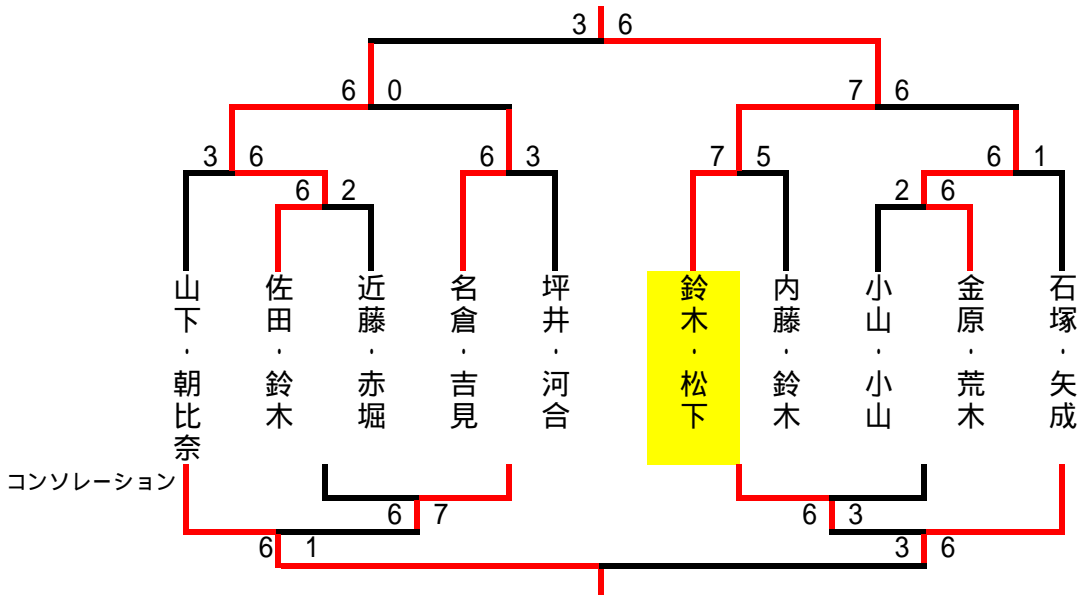 3 6
6 0
7 6
3 6
6 3
7 5
6 1
6 2
2 6
山下・朝比奈
佐田・鈴木
近藤・赤堀
名倉・吉見
坪井・河合
鈴木・松下
内藤・鈴木
小山・小山
金原・荒木
石塚・矢成
コンソレーション
6 7
6 3
6 1
3 6